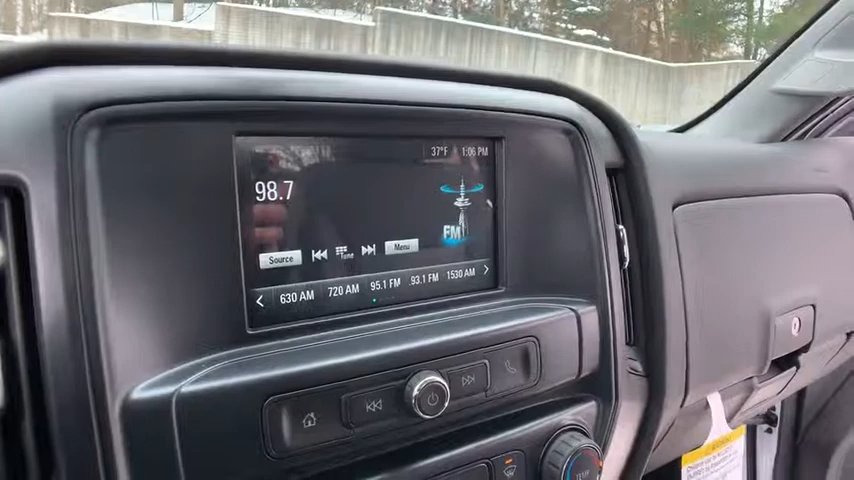 37°F 1:06 PM
98.7
FM
Source
Tune
Menu
630 AM 720 AM 95.1 FM 93.1 FM 1530 AM
TEMP